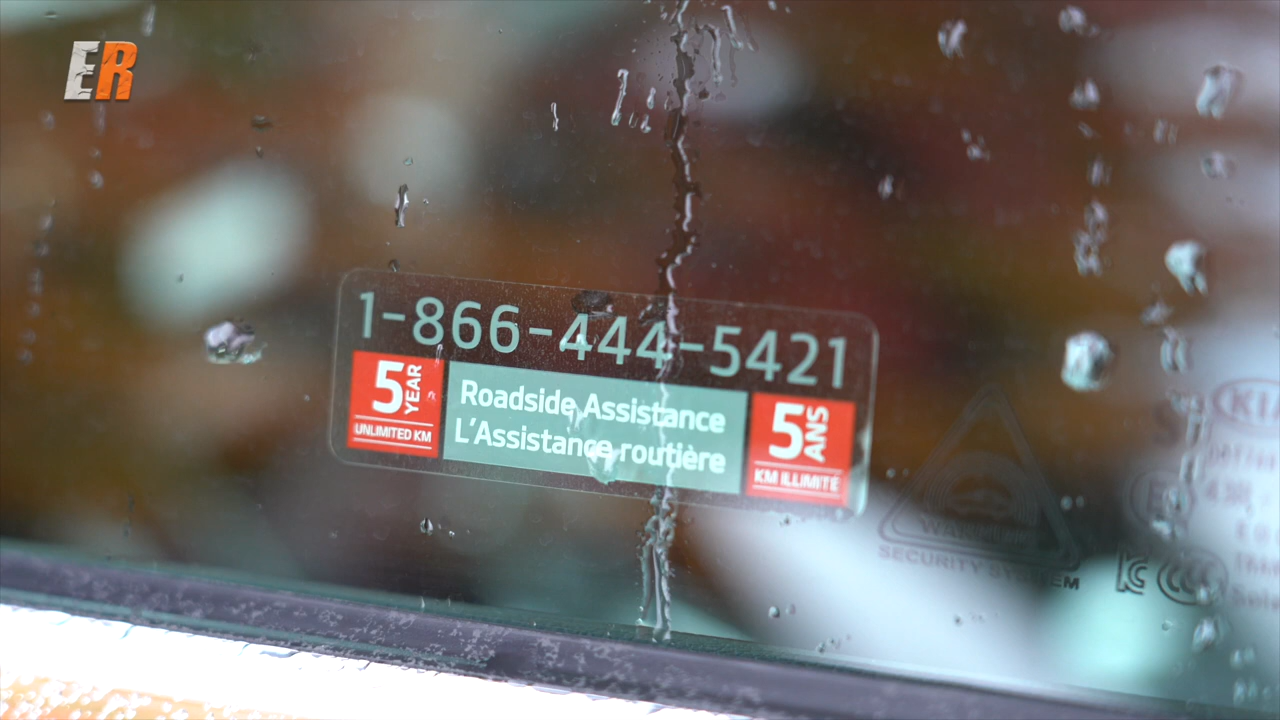 ER
1-866-444-5421
5 YEAR
UNLIMITED KM
Roadside Assistance
L'Assistance routière
5 ANS
KM ILLIMITÉ
KIA
WARNING
SECURITY SYSTEM